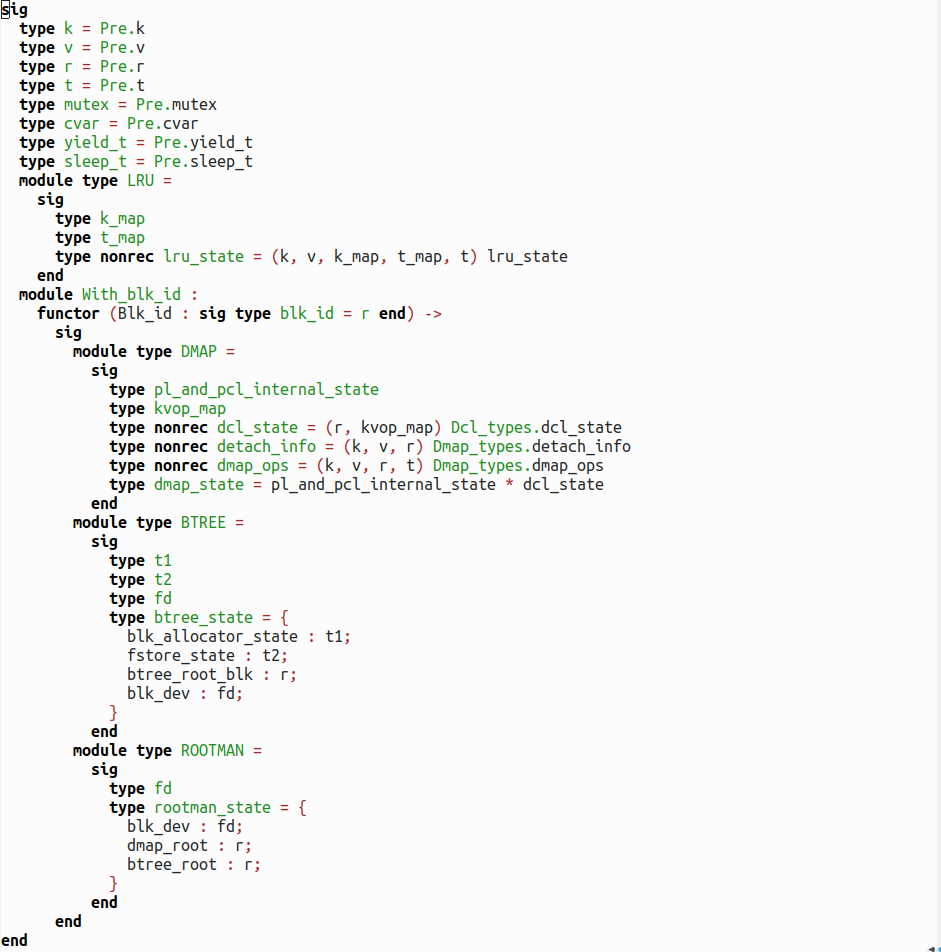 sig
  type k = Pre.k
  type v = Pre.v
  type r = Pre.r
  type t = Pre.t
  type mutex = Pre.mutex
  type cvar = Pre.cvar
  type yield_t = Pre.yield_t
  type sleep_t = Pre.sleep_t
  module type LRU =
    sig
      type k_map
      type t_map
      type nonrec lru_state = (k, v, k_map, t_map, t) lru_state
    end
  module With_blk_id :
    functor (Blk_id : sig type blk_id = r end) ->
      sig
        module type DMAP =
          sig
            type pl_and_pcl_internal_state
            type kvop_map
            type nonrec dcl_state = (r, kvop_map) Dcl_types.dcl_state
            type nonrec detach_info = (k, v, r) Dmap_types.detach_info
            type nonrec dmap_ops = (k, v, r, t) Dmap_types.dmap_ops
            type dmap_state = pl_and_pcl_internal_state * dcl_state
          end
        module type BTREE =
          sig
            type t1
            type t2
            type fd
            type btree_state = {
              blk_allocator_state : t1;
              fstore_state : t2;
              btree_root_blk : r;
              blk_dev : fd;
            }
          end
        module type ROOTMAN =
          sig
            type fd
            type rootman_state = {
              blk_dev : fd;
              dmap_root : r;
              btree_root : r;
            }
          end
      end
end